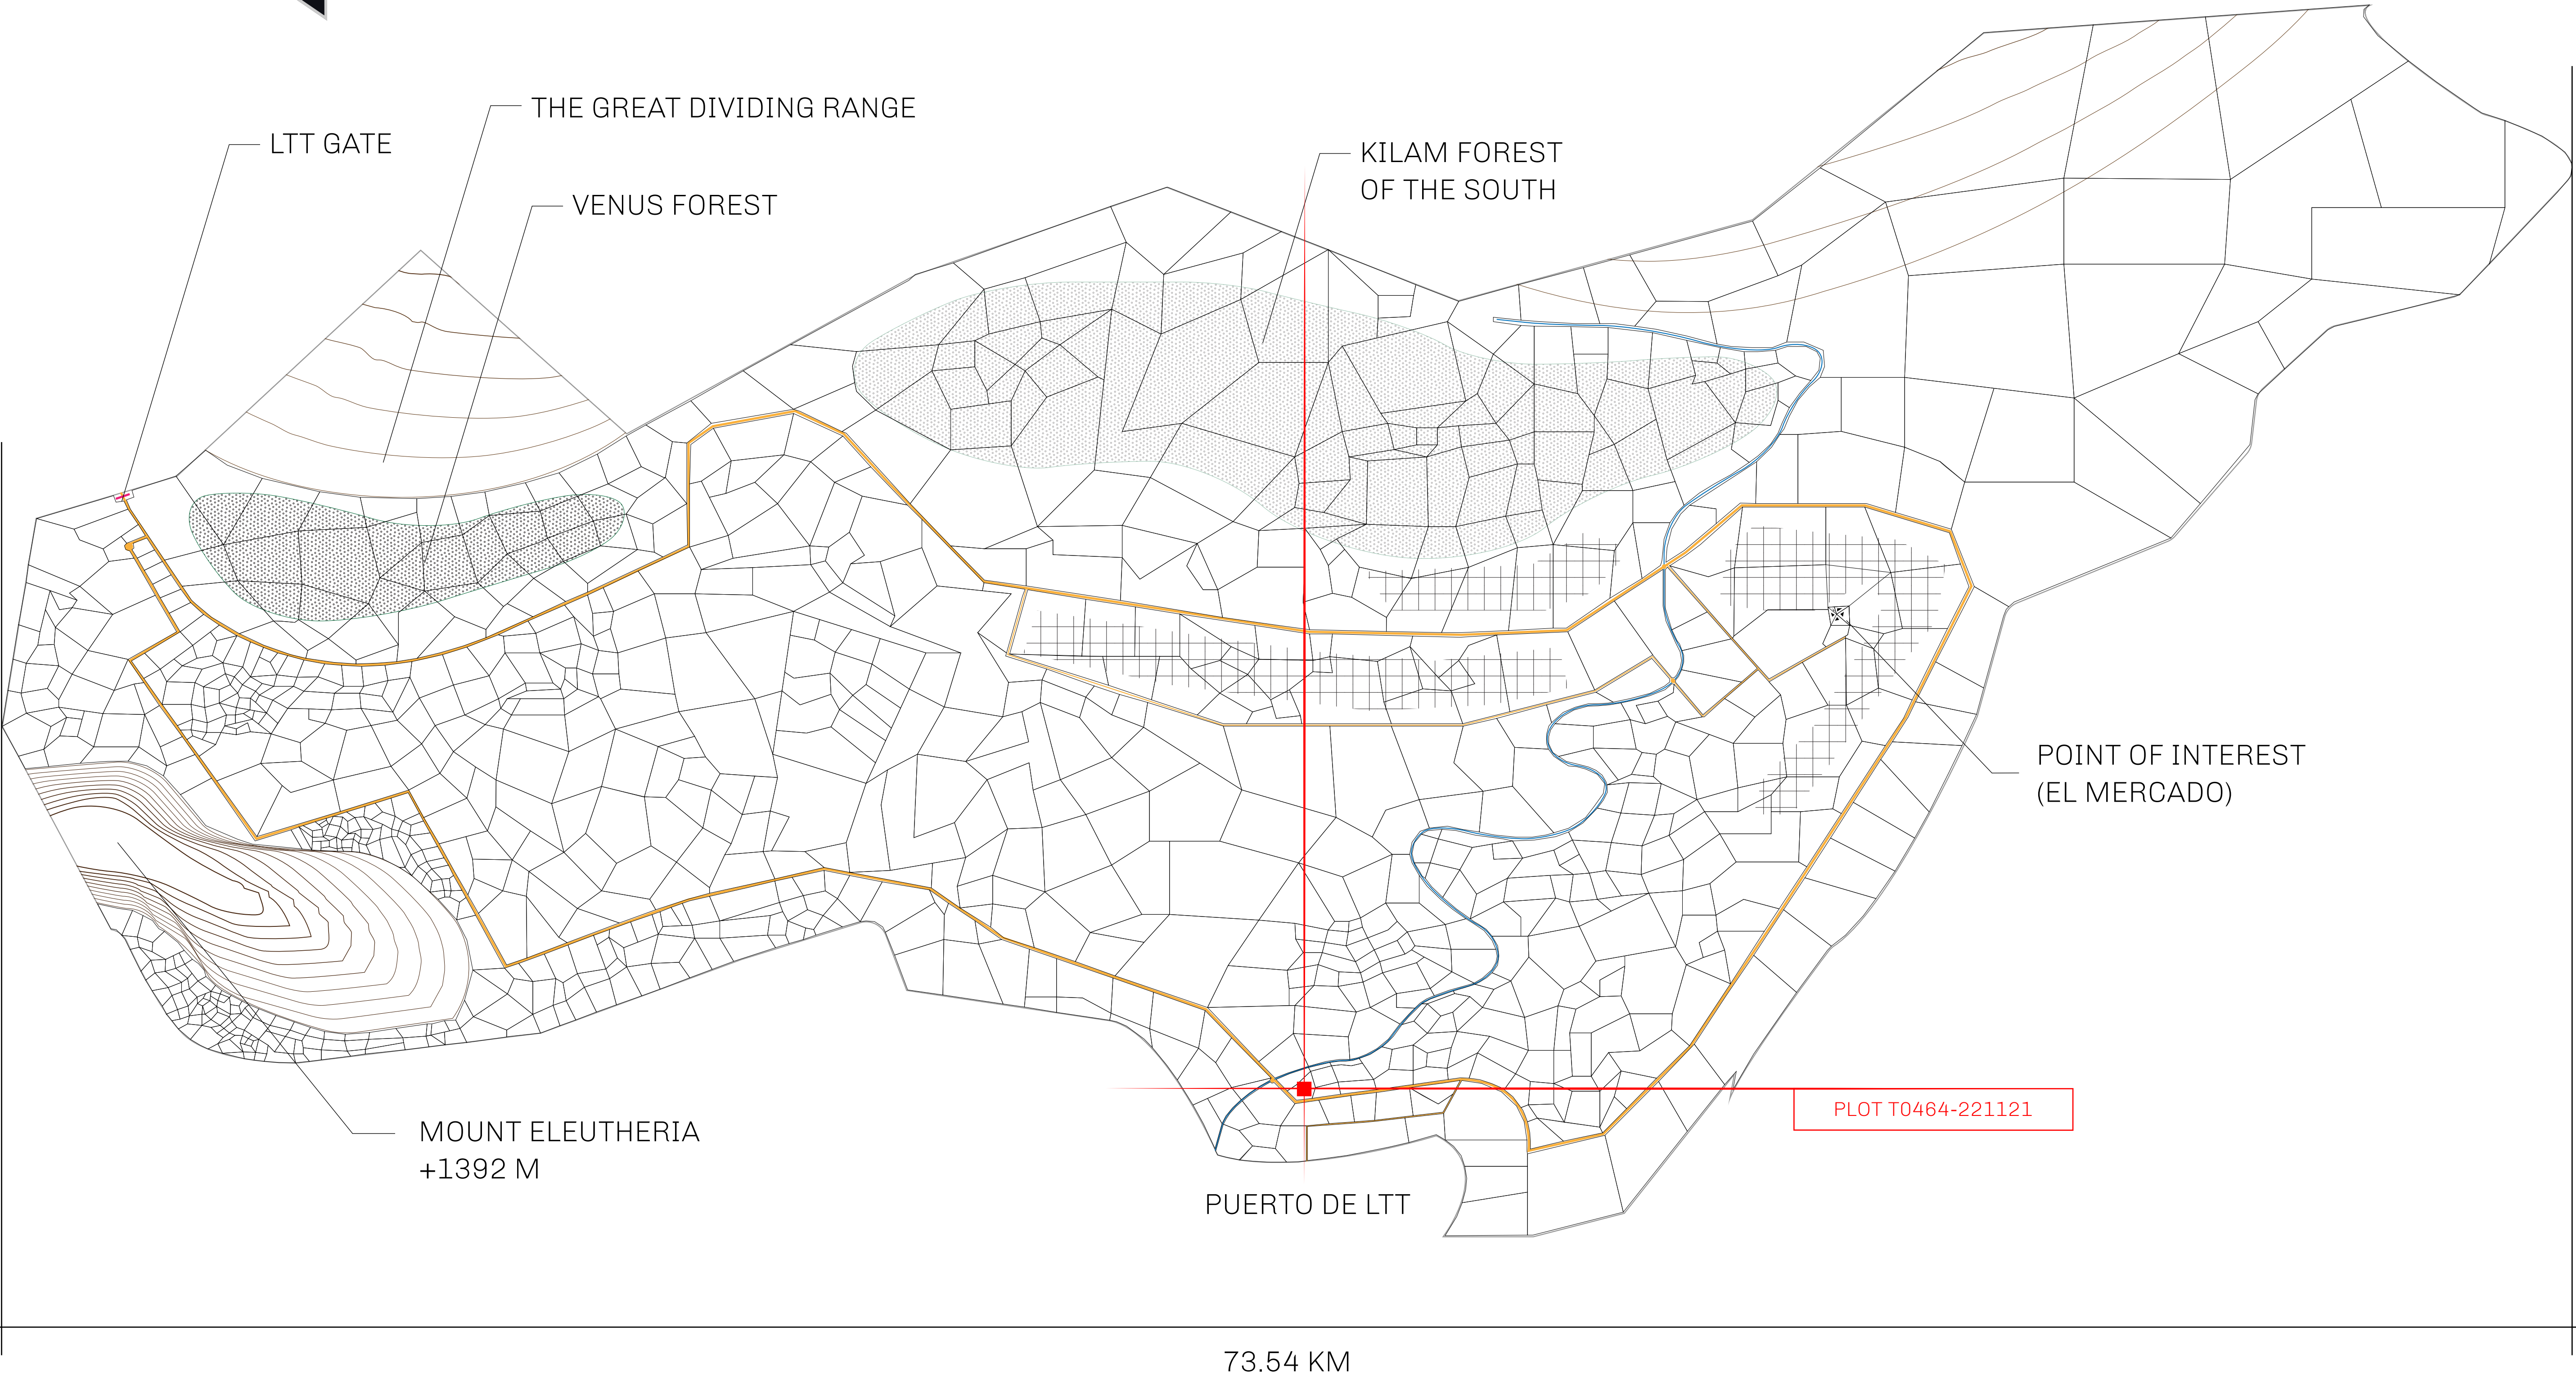 THE GREAT DIVIDING RANGE
LTT GATE
VENUS FOREST
KILAM FOREST
OF THE SOUTH
POINT OF INTEREST
(EL MERCADO)
PLOT T0464-221121
MOUNT ELEUTHERIA
+1392 M
PUERTO DE LTT
73.54 KM